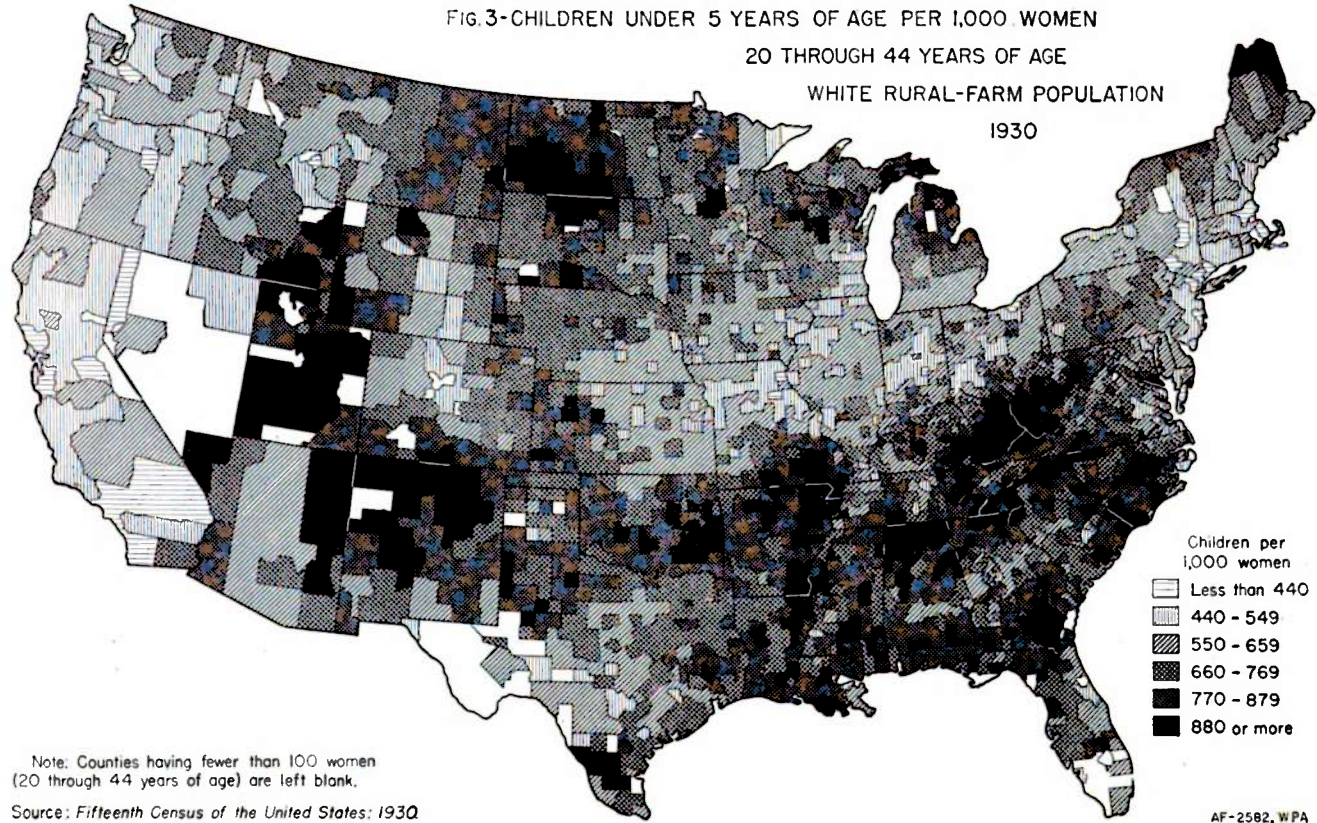 FIG. 3-CHILDREN UNDER 5 YEARS OF AGE PER 1,000 WOMEN
20 THROUGH 44 YEARS OF AGE
WHITE RURAL-FARM POPULATION
1930
Children per
1,000 women
Less than 440
440 - 549
550 - 659
660 - 769
770 - 879
880 or more
Note: Counties having fewer than 100 women
(20 through 44 years of age) are left blank.
Source: Fifteenth Census of the United States: 1930.
AF-2582, WPA